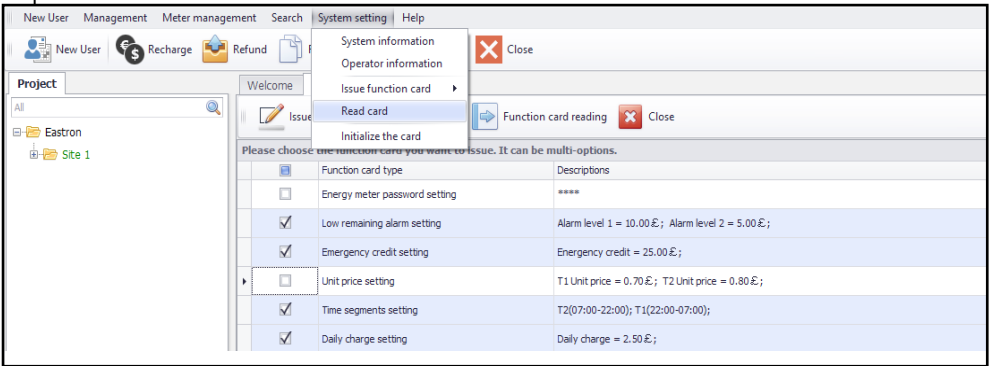 New User Management Meter management Search System setting Help
New User Recharge Refund Close
System information
Operator information
Issue function card
Read card
Initialize the card
Project
Welcome
All
Issue Function card reading Close
Eastron
Site 1
Please choose the function card you want to issue. It can be multi-options.
Function card type Descriptions
Energy meter password setting ****
Low remaining alarm setting Alarm level 1 = 10.00£; Alarm level 2 = 5.00£;
Emergency credit setting Energency credit = 25.00£;
Unit price setting T1 Unit price = 0.70£; T2 Unit price = 0.80£;
Time segments setting T2(07:00-22:00); T1(22:00-07:00);
Daily charge setting Daily charge = 2.50£;